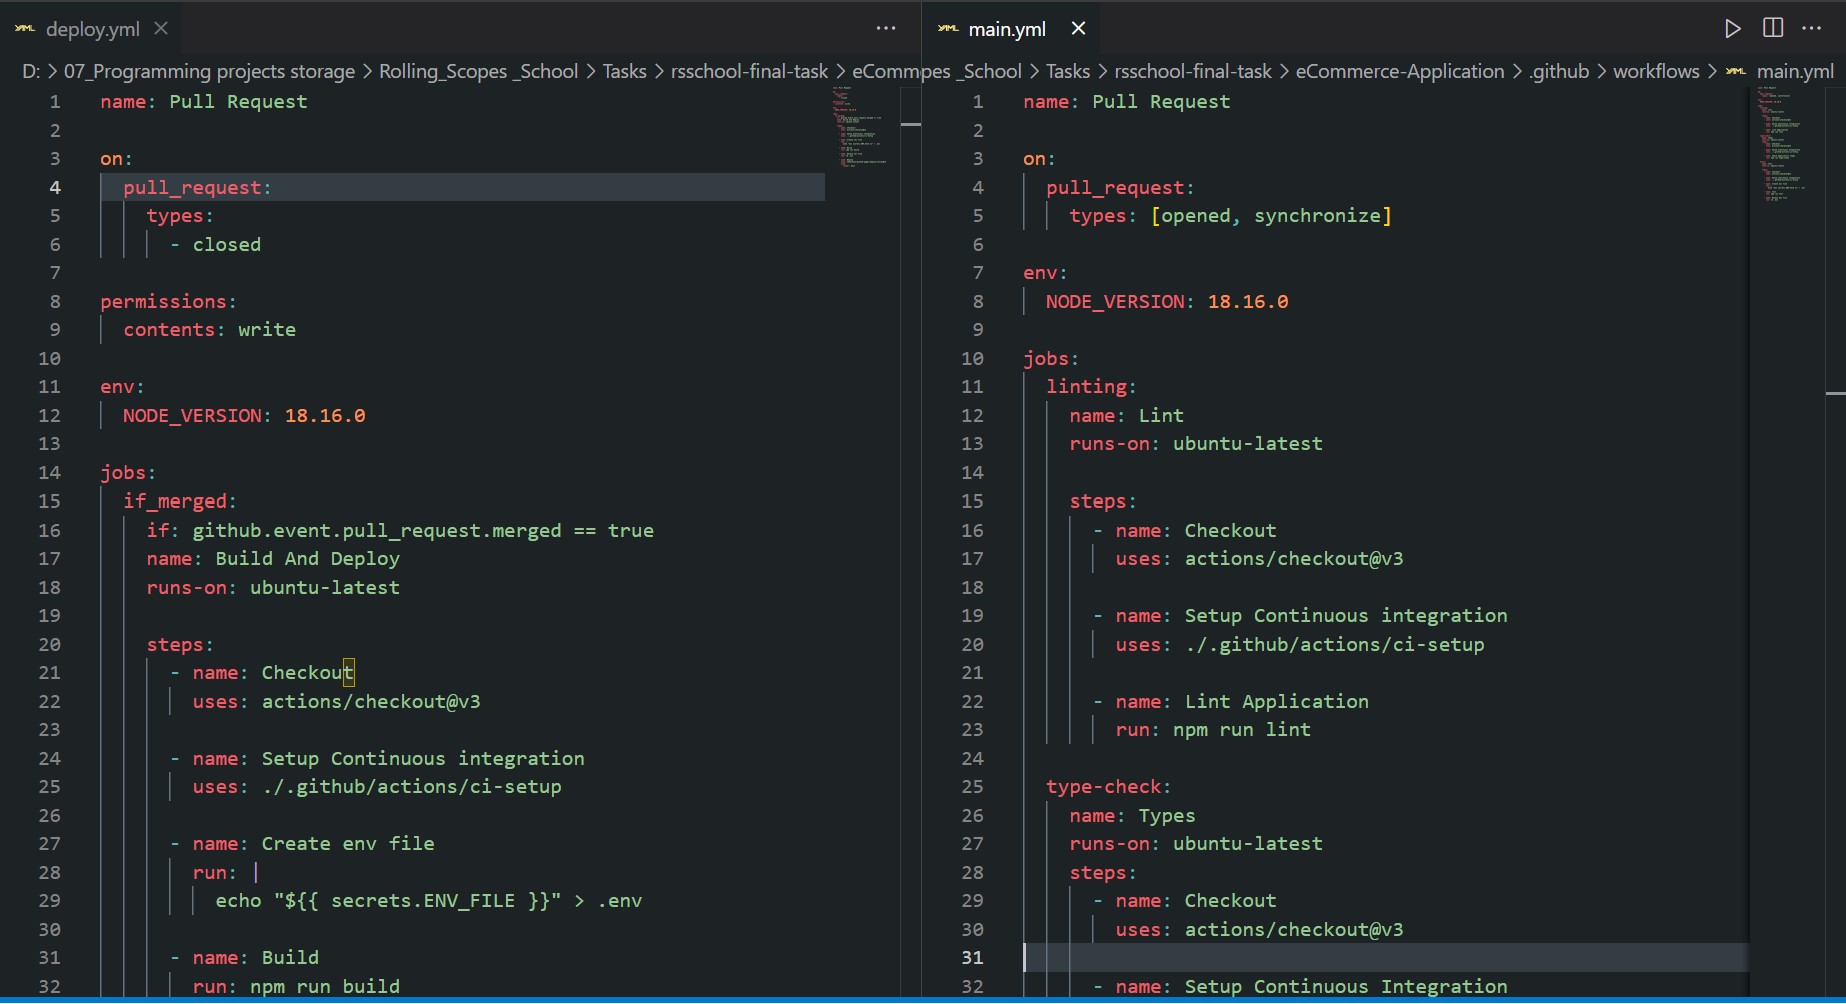 deploy.yml
D: > 07_Programming projects storage > Rolling_Scopes _School > Tasks > rsschool-final-task > eComm
1 name: Pull Request
2
3 on:
4 pull_request:
5 types:
6 - closed
7
8 permissions:
9 contents: write
10
11 env:
12 NODE_VERSION: 18.16.0
13
14 jobs:
15 if_merged:
16 if: github.event.pull_request.merged == true
17 name: Build And Deploy
18 runs-on: ubuntu-latest
19
20 steps:
21 - name: Checkout
22 uses: actions/checkout@v3
23
24 - name: Setup Continuous integration
25 uses: ./.github/actions/ci-setup
26
27 - name: Create env file
28 run: |
29 echo "${{ secrets.ENV_FILE }}" > .env
30
31 - name: Build
32 run: npm run build
main.yml
pes _School > Tasks > rsschool-final-task > eCommerce-Application > .github > workflows > main.yml
1 name: Pull Request
2
3 on:
4 pull_request:
5 types: [opened, synchronize]
6
7 env:
8 NODE_VERSION: 18.16.0
9
10 jobs:
11 linting:
12 name: Lint
13 runs-on: ubuntu-latest
14
15 steps:
16 - name: Checkout
17 uses: actions/checkout@v3
18
19 - name: Setup Continuous integration
20 uses: ./.github/actions/ci-setup
21
22 - name: Lint Application
23 run: npm run lint
24
25 type-check:
26 name: Types
27 runs-on: ubuntu-latest
28 steps:
29 - name: Checkout
30 uses: actions/checkout@v3
31
32 - name: Setup Continuous Integration